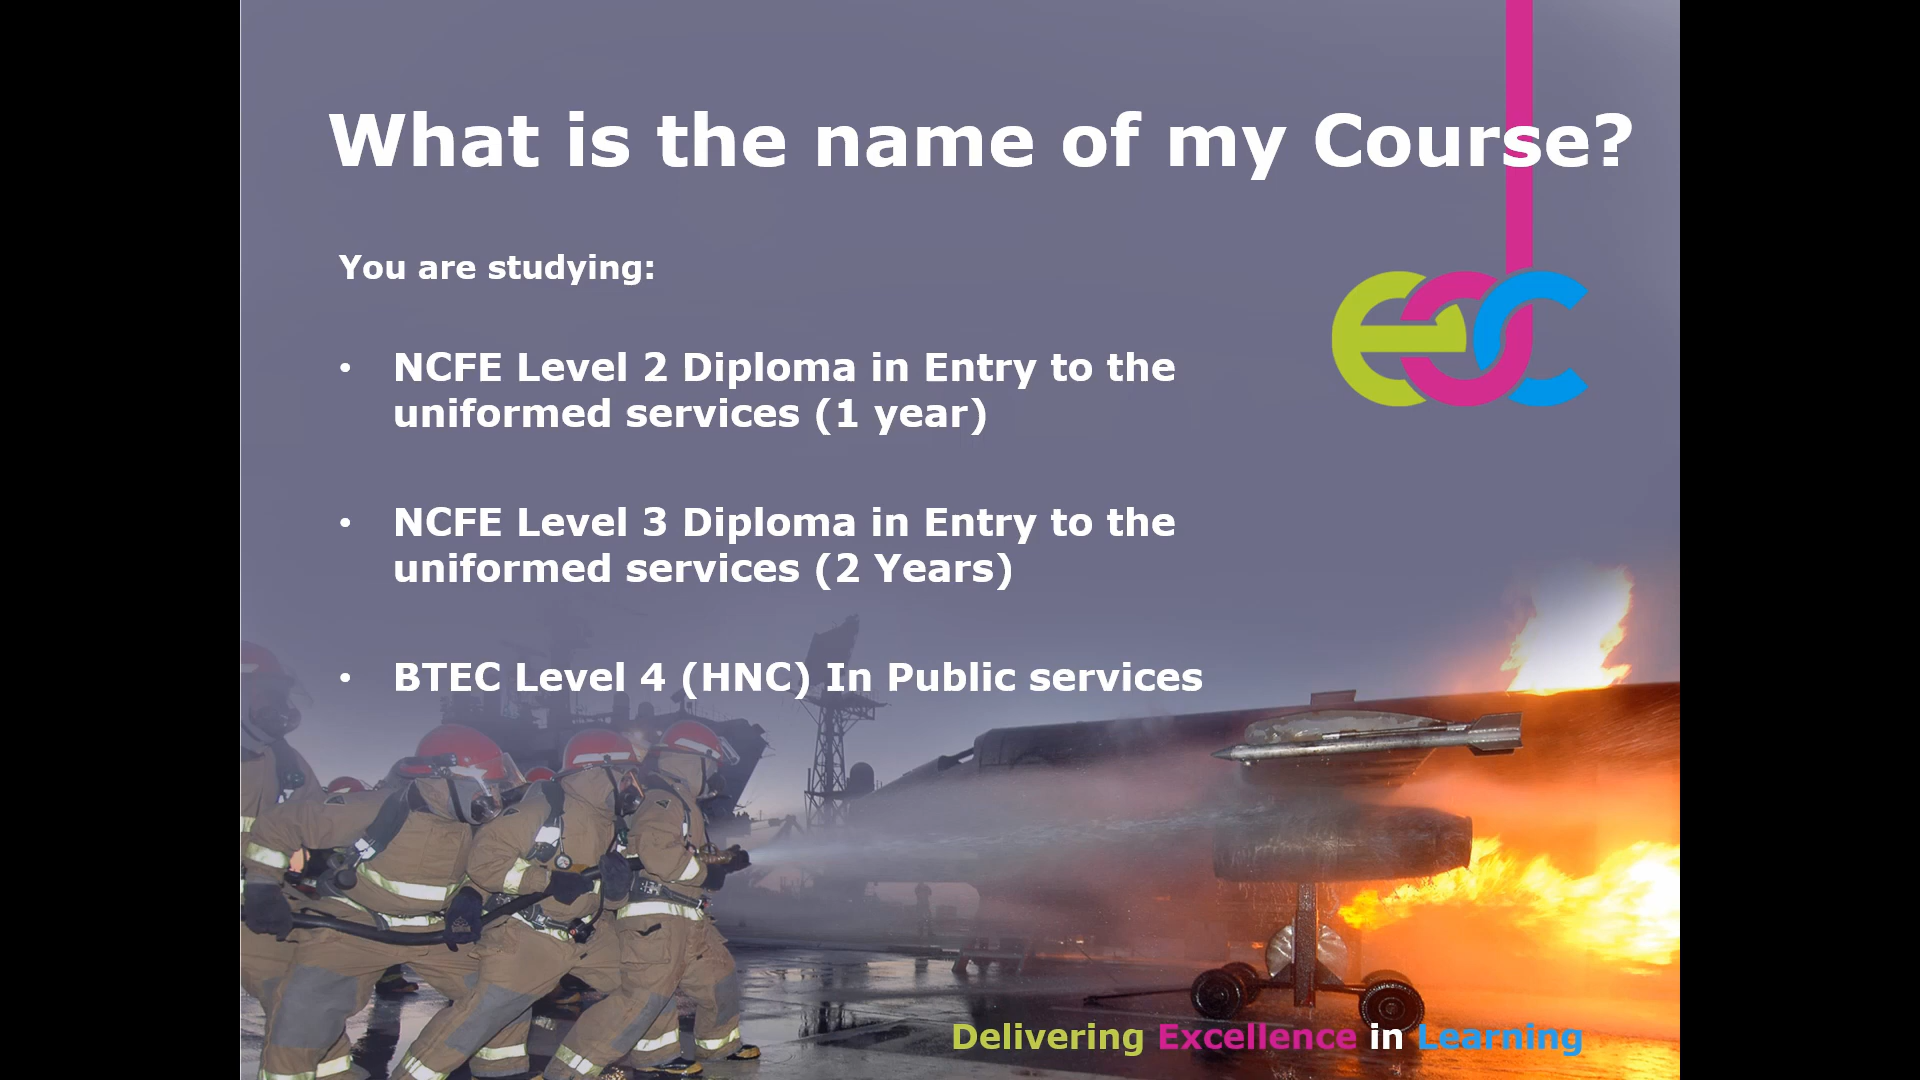 What is the name of my Course?
You are studying:
• NCFE Level 2 Diploma in Entry to the
uniformed services (1 year)
• NCFE Level 3 Diploma in Entry to the
uniformed services (2 Years)
• BTEC Level 4 (HNC) In Public services
eoc
Delivering Excellence in Learning